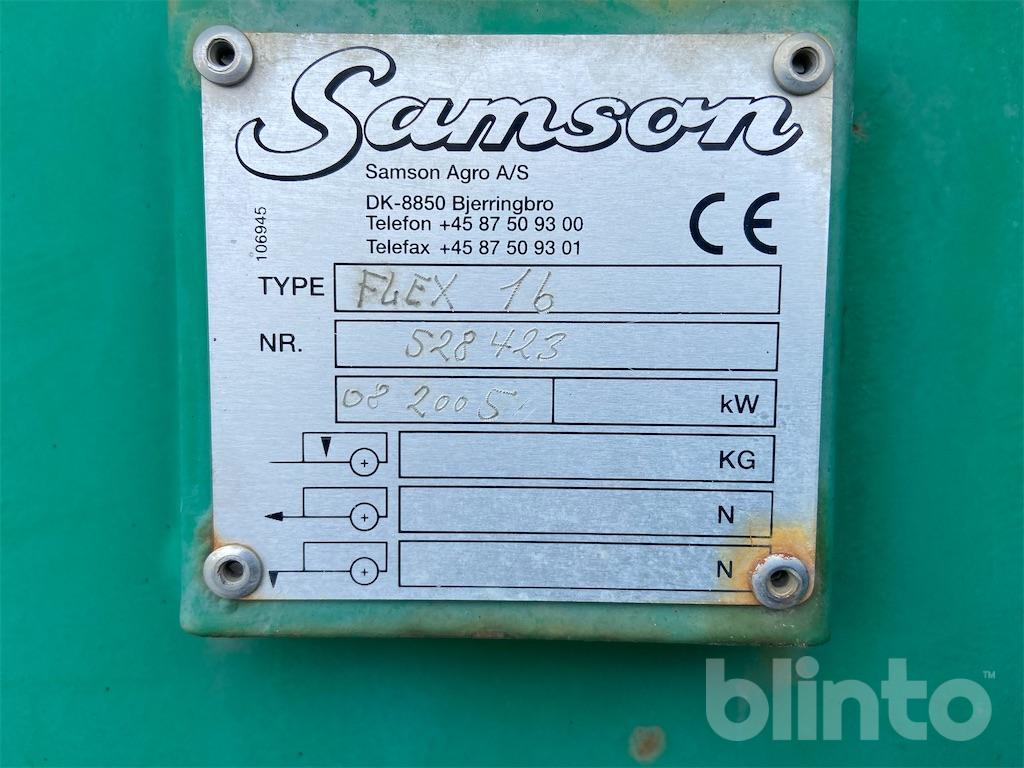 Samson
Samson Agro A/S
DK-8850 Bjerringbro
Telefon +45 87 50 93 00
Telefax +45 87 50 93 01
106945
CE
TYPE FLEX 16
NR. 528423
08 2005 kW
KG
N
N
blinto™